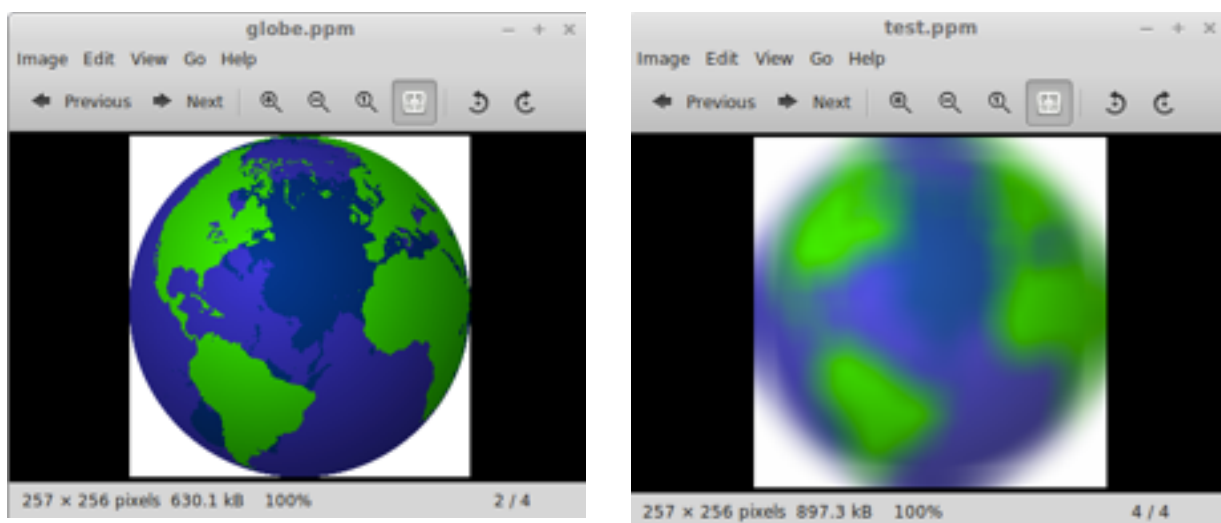 globe.ppm
Image Edit View Go Help
Previous Next
257 × 256 pixels 630.1 kB 100% 2 / 4
test.ppm
Image Edit View Go Help
Previous Next
257 × 256 pixels 897.3 kB 100% 4 / 4